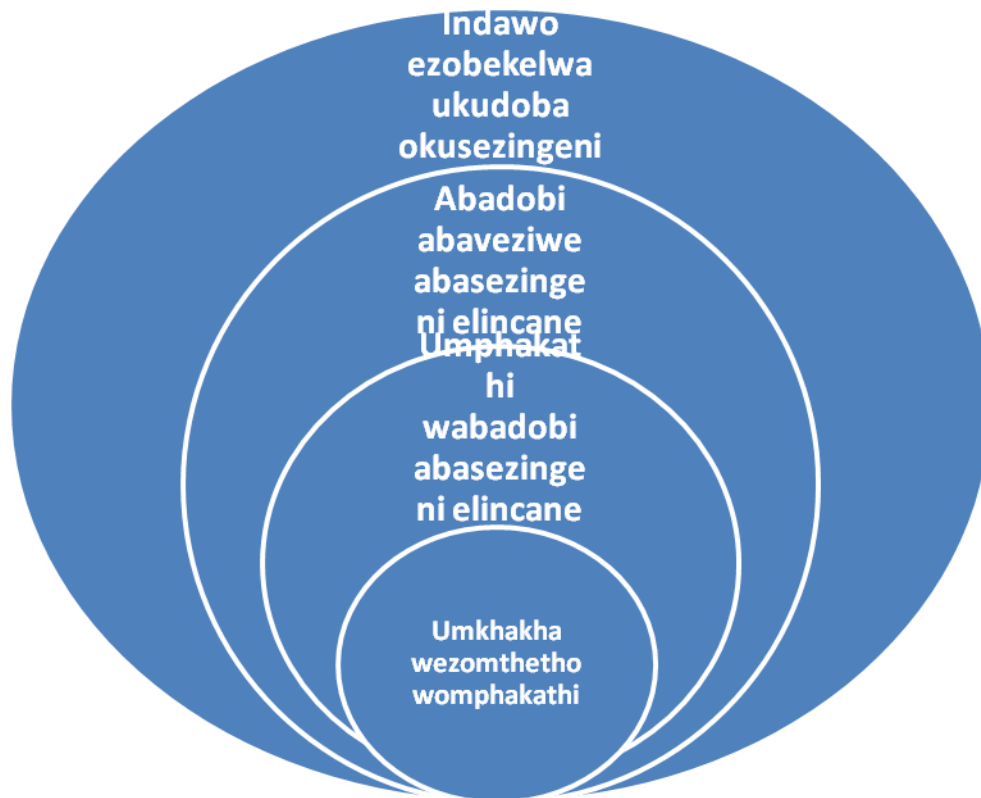 Indawo
ezobekelwa
ukudoba
okusezingeni
Abadobi
abaveziwe
abasezinge
ni elincane
Umphakat
hi
wabadobi
abasezinge
ni elincane
Umkhakha
wezomthetho
womphakathi